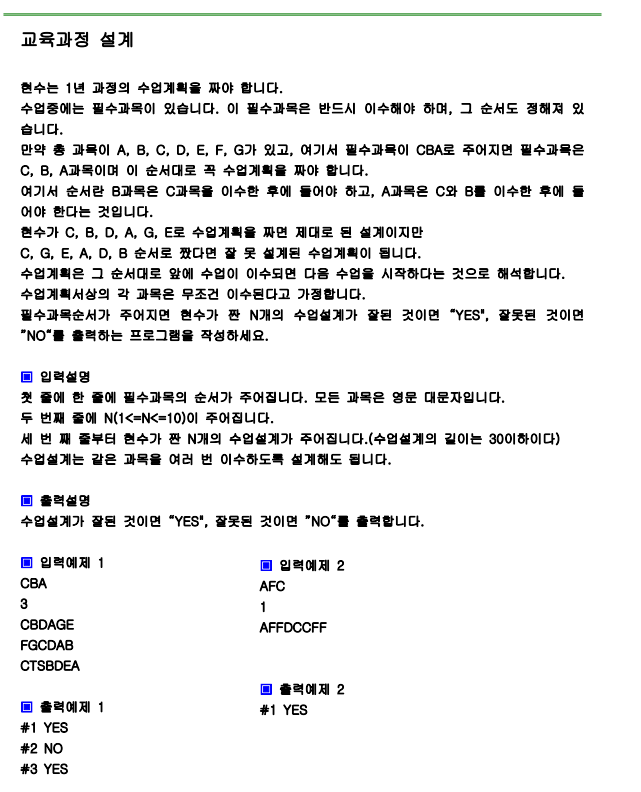 교육과정 설계
현수는 1년 과정의 수업계획을 짜야 합니다.
수업중에는 필수과목이 있습니다. 이 필수과목은 반드시 이수해야 하며, 그 순서도 정해져 있
습니다.
만약 총 과목이 A, B, C, D, E, F, G가 있고, 여기서 필수과목이 CBA로 주어지면 필수과목은
C, B, A과목이며 이 순서대로 꼭 수업계획을 짜야 합니다.
여기서 순서란 B과목은 C과목을 이수한 후에 들어야 하고, A과목은 C와 B를 이수한 후에 들
어야 한다는 것입니다.
현수가 C, B, D, A, G, E로 수업계획을 짜면 제대로 된 설계이지만
C, G, E, A, D, B 순서로 짰다면 잘 못 설계된 수업계획이 됩니다.
수업계획은 그 순서대로 앞에 수업이 이수되면 다음 수업을 시작하다는 것으로 해석합니다.
수업계획서상의 각 과목은 무조건 이수된다고 가정합니다.
필수과목순서가 주어지면 현수가 짠 N개의 수업설계가 잘된 것이면 “YES", 잘못된 것이면
”NO“를 출력하는 프로그램을 작성하세요.
▣ 입력설명
첫 줄에 한 줄에 필수과목의 순서가 주어집니다. 모든 과목은 영문 대문자입니다.
두 번째 줄에 N(1<=N<=10)이 주어집니다.
세 번 째 줄부터 현수가 짠 N개의 수업설계가 주어집니다.(수업설계의 길이는 30이하이다)
수업설계는 같은 과목을 여러 번 이수하도록 설계해도 됩니다.
▣ 출력설명
수업설계가 잘된 것이면 “YES", 잘못된 것이면 ”NO“를 출력합니다.
▣ 입력예제 1
CBA
3
CBDAGE
FGCDAB
CTSBDEA
▣ 출력예제 1
#1 YES
#2 NO
#3 YES
▣ 입력예제 2
AFC
1
AFFDCCFF
▣ 출력예제 2
#1 YES